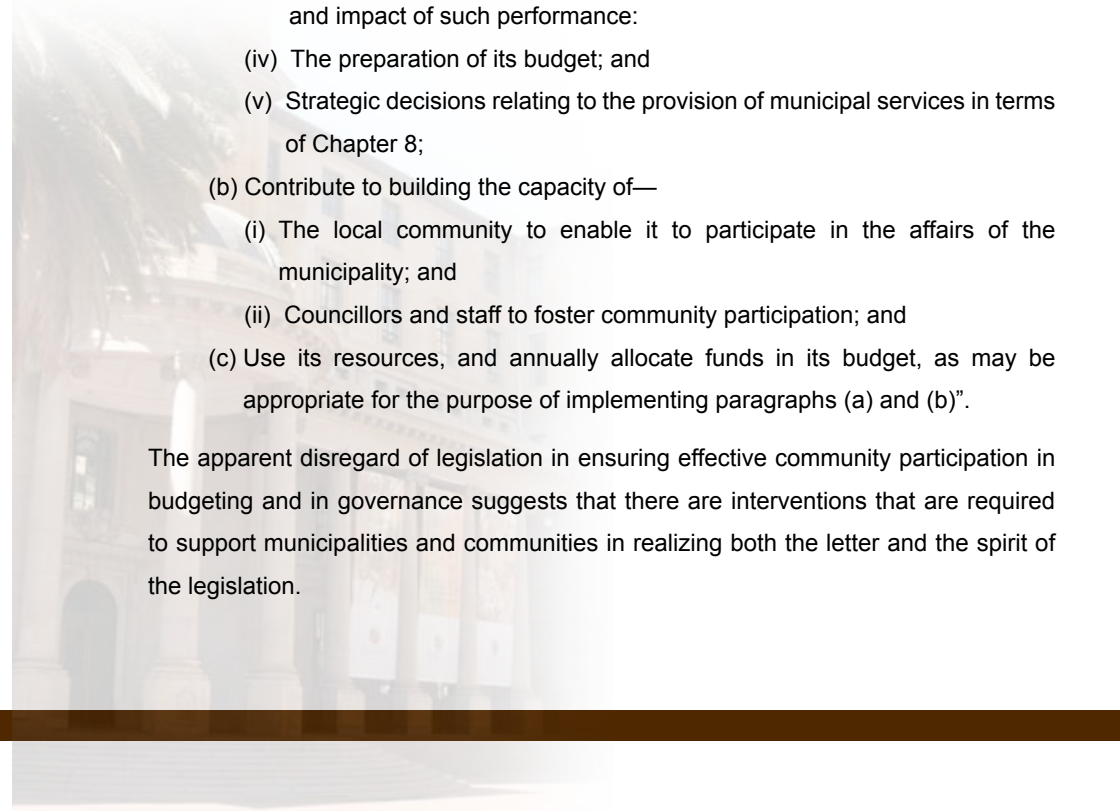 and impact of such performance:
(iv) The preparation of its budget; and
(v) Strategic decisions relating to the provision of municipal services in terms
of Chapter 8;
(b) Contribute to building the capacity of—
(i) The local community to enable it to participate in the affairs of the
municipality; and
(ii) Councillors and staff to foster community participation; and
(c) Use its resources, and annually allocate funds in its budget, as may be
appropriate for the purpose of implementing paragraphs (a) and (b)”.
The apparent disregard of legislation in ensuring effective community participation in
budgeting and in governance suggests that there are interventions that are required
to support municipalities and communities in realizing both the letter and the spirit of
the legislation.